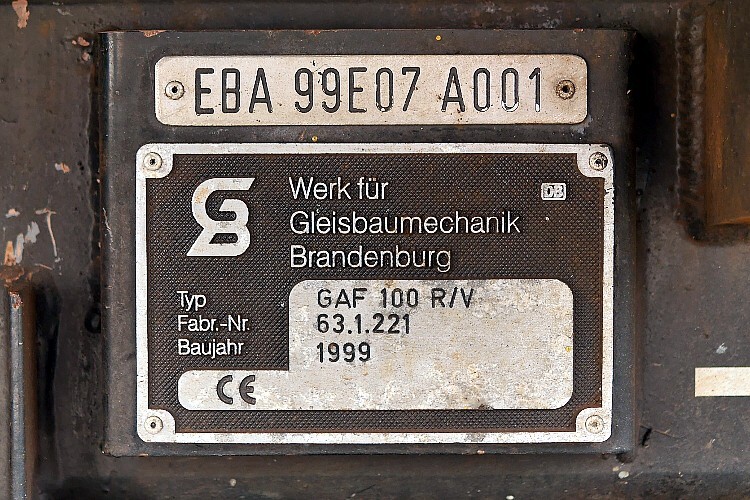 EBA 99E07 A001
GB
Werk für
DB
Gleisbaumechanik
Brandenburg
Typ GAF 100 R/V
Fabr.-Nr. 63.1.221
Baujahr 1999
CE